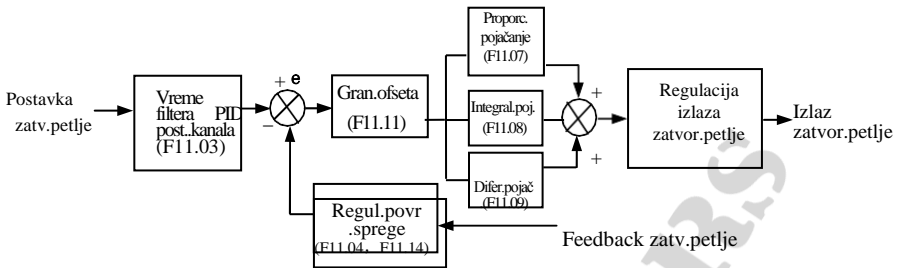 Proporc.
pojačanje
(F11.07)
+ e
Postavka
zatv.petlje
Vreme PID
filtera
post..kanala
(F11.03)
−
Gran.ofseta
(F11.11)
Integral.poj.
(F11.08)
+
+
Regulacija
izlaza
zatvor.petlje
Izlaz
zatvor.petlje
Difer.pojač
(F11.09)
Regul.povr
.sprege
(F11.04, F11.14)
Feedback zatv.petlje
RS